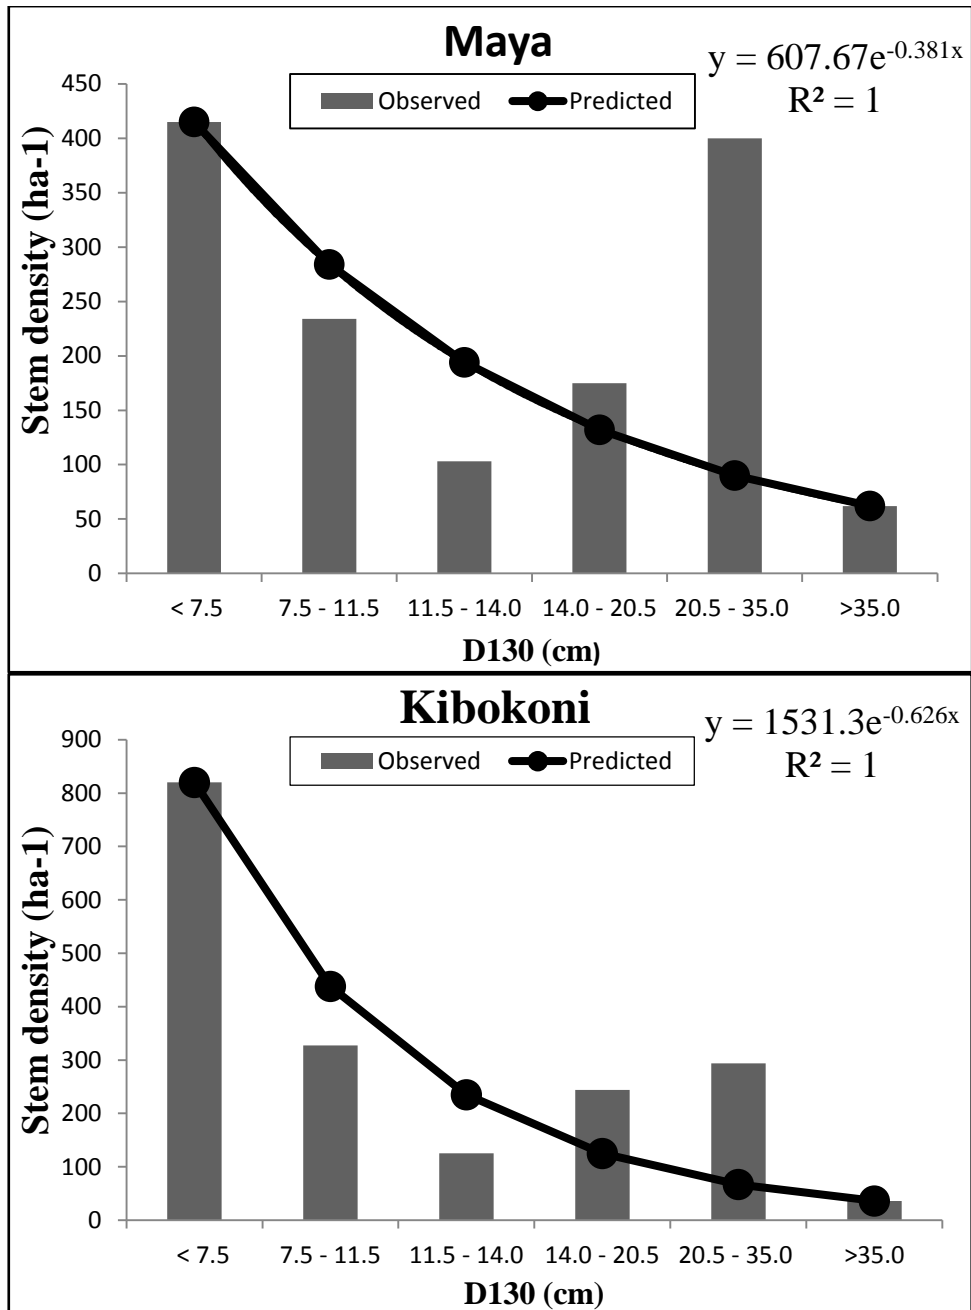 Maya
y = 607.67e-0.381x
R² = 1
Observed Predicted
450
400
350
300
250
200
150
100
50
0
Stem density (ha-1)
< 7.5 7.5 - 11.5 11.5 - 14.0 14.0 - 20.5 20.5 - 35.0 >35.0
D130 (cm)
Kibokoni
y = 1531.3e-0.626x
R² = 1
Observed Predicted
900
800
700
600
500
400
300
200
100
0
Stem density (ha-1)
< 7.5 7.5 - 11.5 11.5 - 14.0 14.0 - 20.5 20.5 - 35.0 >35.0
D130 (cm)